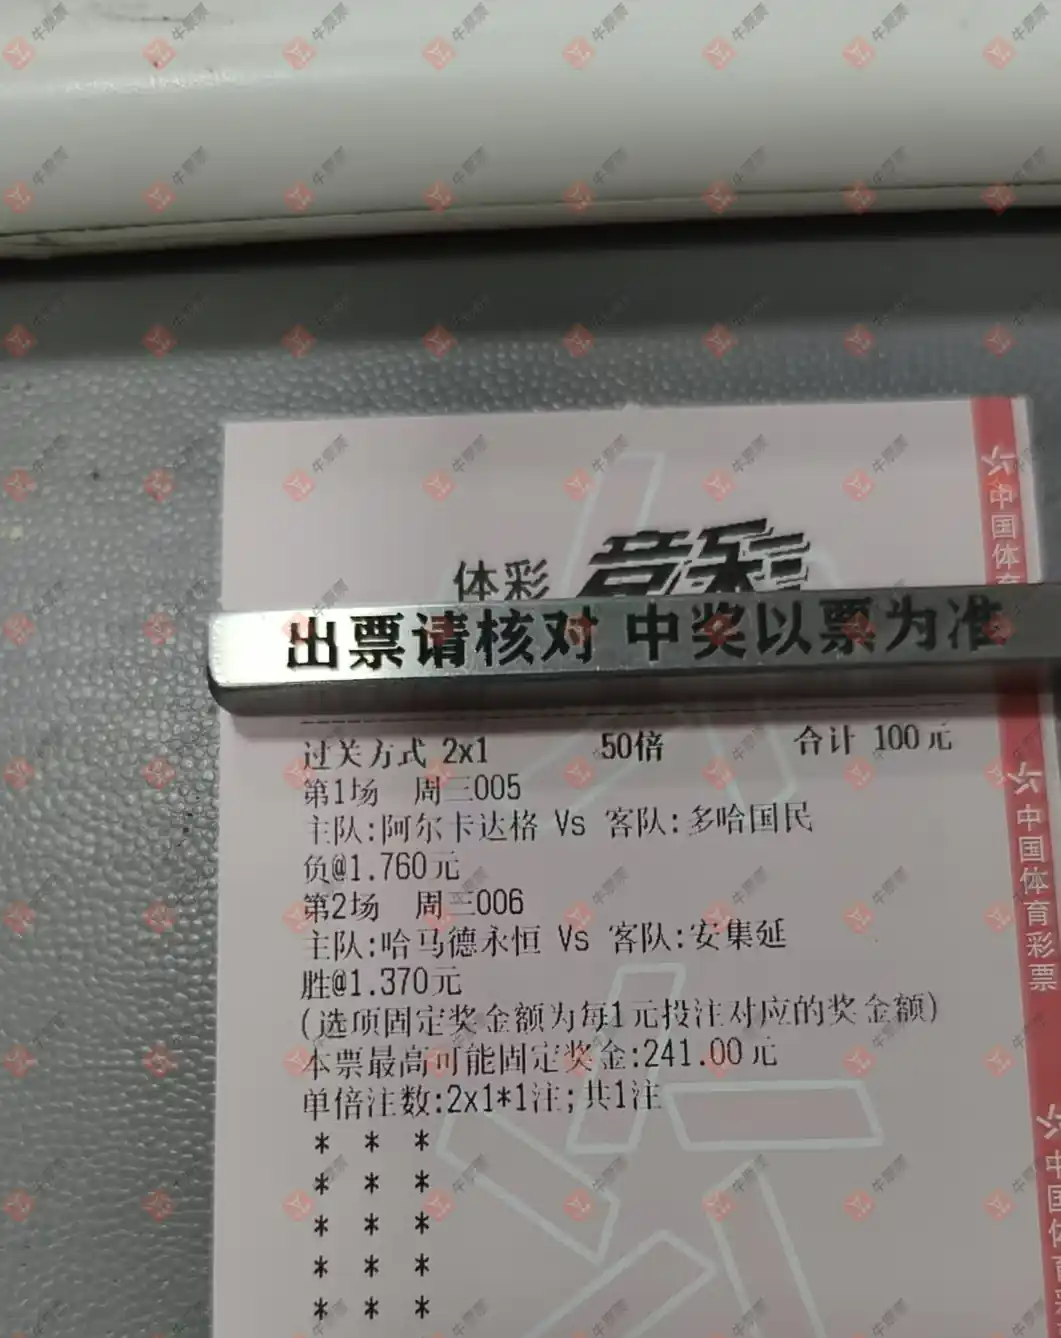 体彩 竞彩
出票请核对 中奖以票为准
过关方式 2x1 50倍 合计 100元
第1场 周三005
主队:阿尔卡达格 Vs 客队:多哈国民
负@1.760元
第2场 周三006
主队:哈马德永恒 Vs 客队:安集延
胜@1.370元
(选项固定奖金额为每1元投注对应的奖金额)
本票最高可能固定奖金:241.00元
单倍注数:2x1*1注;共1注
* * *
* * *
* * *
* * *
* * *
中国体育
中国体育彩票
中国体育彩
牛票票